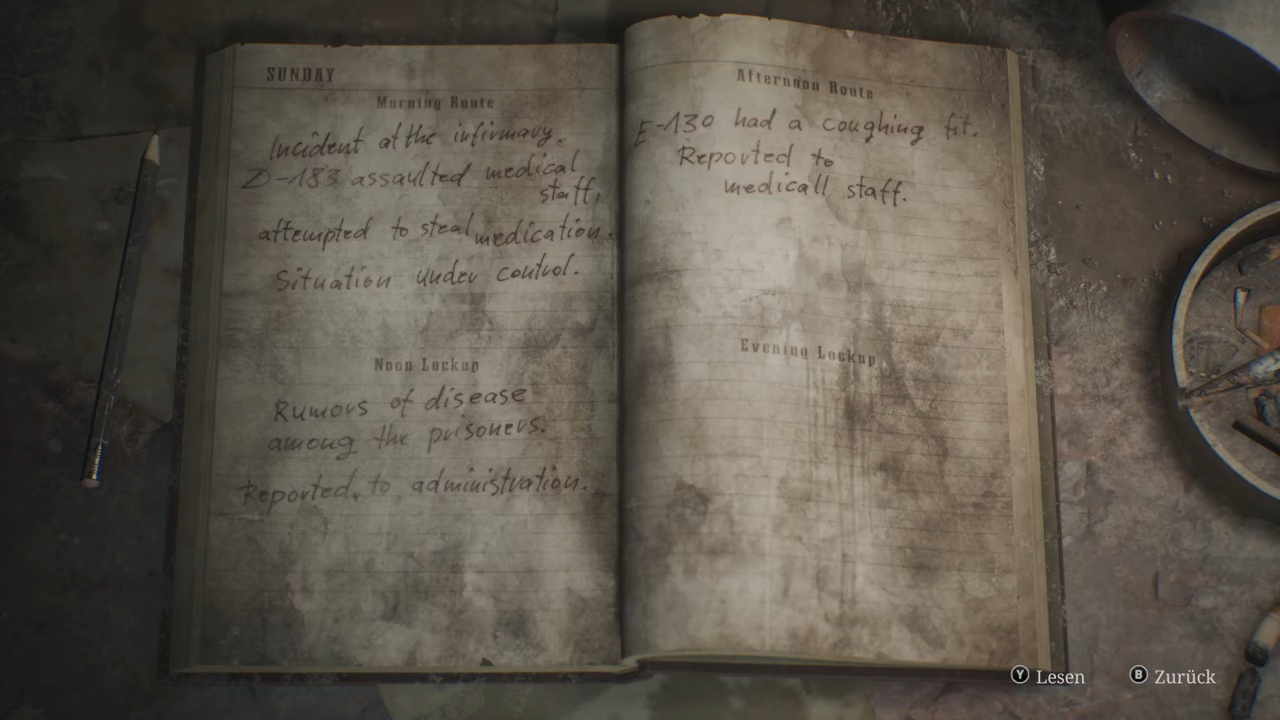 SUNDAY
Morning Route
Incident at the infirmary.
D-183 assaulted medical
staff,
attempted to steal medication.
Situation under control.
Noon Lockup
Rumors of disease
among the prisoners.
Reported to administration.
Afternoon Route
E-130 had a coughing fit.
Reported to
medicall staff.
Evening Lockup
Y Lesen
B Zurück